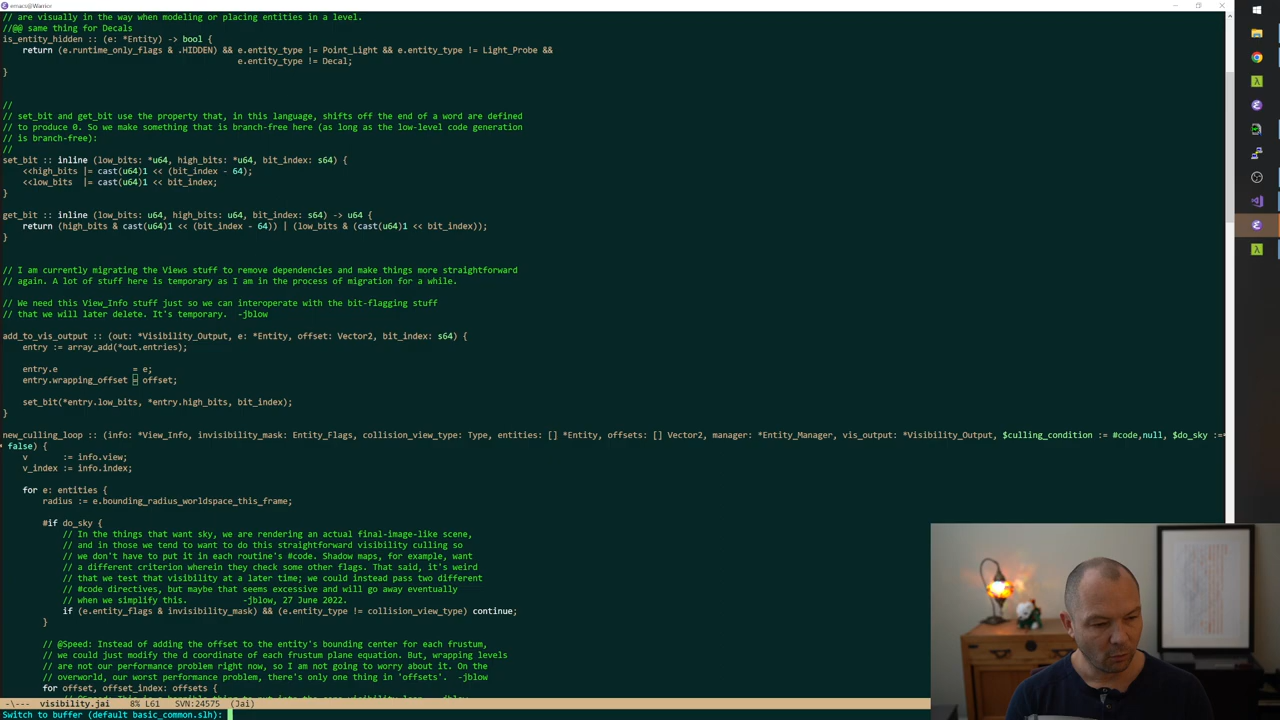 emacs@Warrior
// are visually in the way when modeling or placing entities in a level.
//@@ same thing for Decals
is_entity_hidden :: (e: *Entity) -> bool {
return (e.runtime_only_flags & .HIDDEN) && e.entity_type != Point_Light && e.entity_type != Light_Probe &&
e.entity_type != Decal;
}
//
// set_bit and get_bit use the property that, in this language, shifts off the end of a word are defined
// to produce 0. So we make something that is branch-free here (as long as the low-level code generation
// is branch-free):
//
set_bit :: inline (low_bits: *u64, high_bits: *u64, bit_index: s64) {
<<high_bits |= cast(u64)1 << (bit_index - 64);
<<low_bits  |= cast(u64)1 << bit_index;
}
get_bit :: inline (low_bits: u64, high_bits: u64, bit_index: s64) -> u64 {
return (high_bits & cast(u64)1 << (bit_index - 64)) | (low_bits & (cast(u64)1 << bit_index));
}
// I am currently migrating the Views stuff to remove dependencies and make things more straightforward
// again. A lot of stuff here is temporary as I am in the process of migration for a while.
// We need this View_Info stuff just so we can interoperate with the bit-flagging stuff
// that we will later delete. It's temporary.  -jblow
add_to_vis_output :: (out: *Visibility_Output, e: *Entity, offset: Vector2, bit_index: s64) {
entry := array_add(*out.entries);
entry.e               = e;
entry.wrapping_offset = offset;
set_bit(*entry.low_bits, *entry.high_bits, bit_index);
}
new_culling_loop :: (info: *View_Info, invisibility_mask: Entity_Flags, collision_view_type: Type, entities: [] *Entity, offsets: [] Vector2, manager: *Entity_Manager, vis_output: *Visibility_Output, $culling_condition := #code,null, $do_sky :=
false) {
v       := info.view;
v_index := info.index;
for e: entities {
radius := e.bounding_radius_worldspace_this_frame;
#if do_sky {
// In the things that want sky, we are rendering an actual final-image-like scene,
// and in those we tend to want to do this straightforward visibility culling so
// we don't have to put it in each routine's #code. Shadow maps, for example, want
// a different criterion wherein they check some other flags. That said, it's weird
// that we test that visibility at a later time; we could instead pass two different
// #code directives, but maybe that seems excessive and will go away eventually
// when we simplify this.       -jblow, 27 June 2022.
if (e.entity_flags & invisibility_mask) && (e.entity_type != collision_view_type) continue;
}
// @Speed: Instead of adding the offset to the entity's bounding center for each frustum,
// we could just modify the d coordinate of each frustum plane equation. But, wrapping levels
// are not our performance problem right now, so I am not going to worry about it. On the
// overworld, our worst performance problem, there's only one thing in 'offsets'.  -jblow
for offset, offset_index: offsets {
-\--- visibility.jai   8% L61   SVN:24575   (Jai)
Switch to buffer (default basic_common.slh):